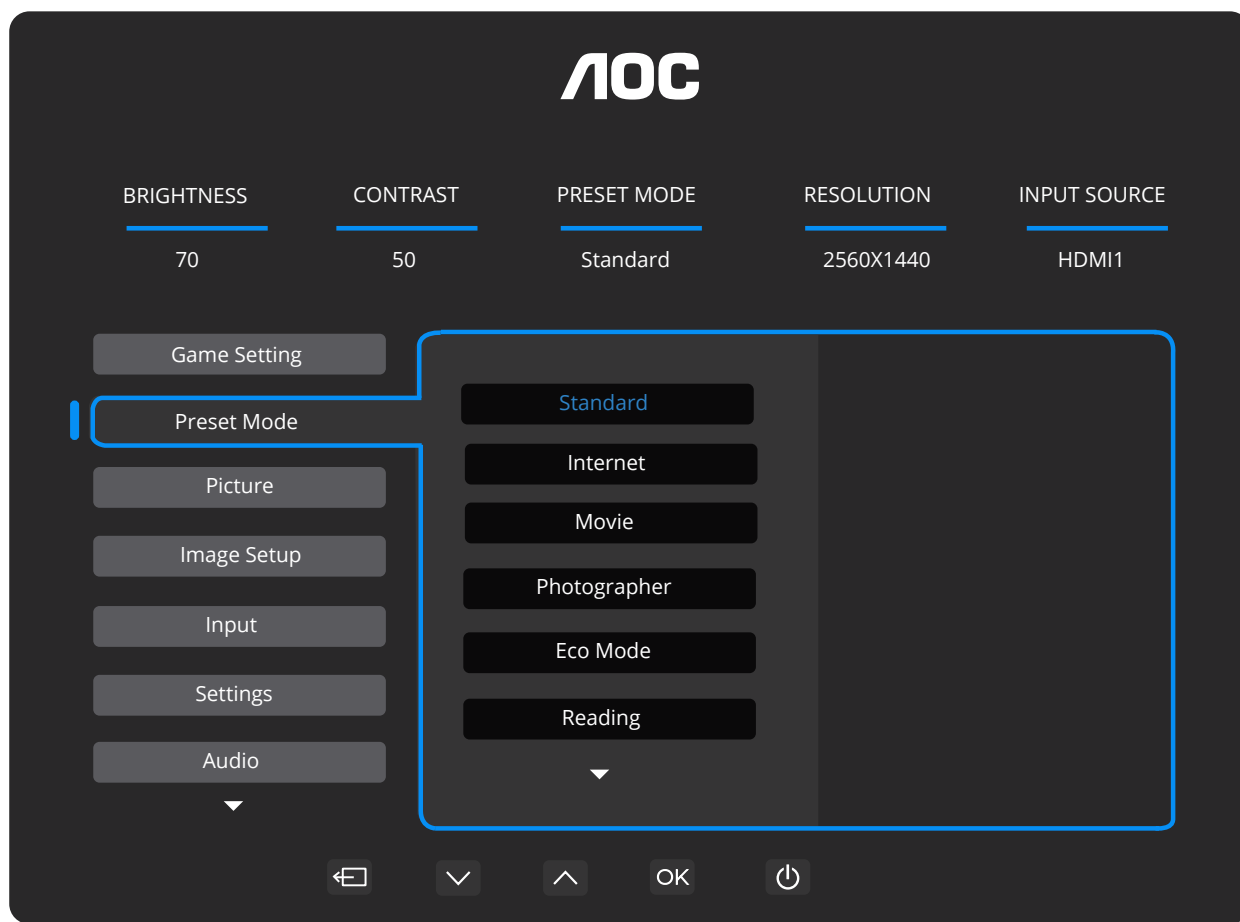 AOC
BRIGHTNESS CONTRAST PRESET MODE RESOLUTION INPUT SOURCE
70 50 Standard 2560X1440 HDMI1
Game Setting
Preset Mode
Picture
Image Setup
Input
Settings
Audio
Standard
Internet
Movie
Photographer
Eco Mode
Reading
OK